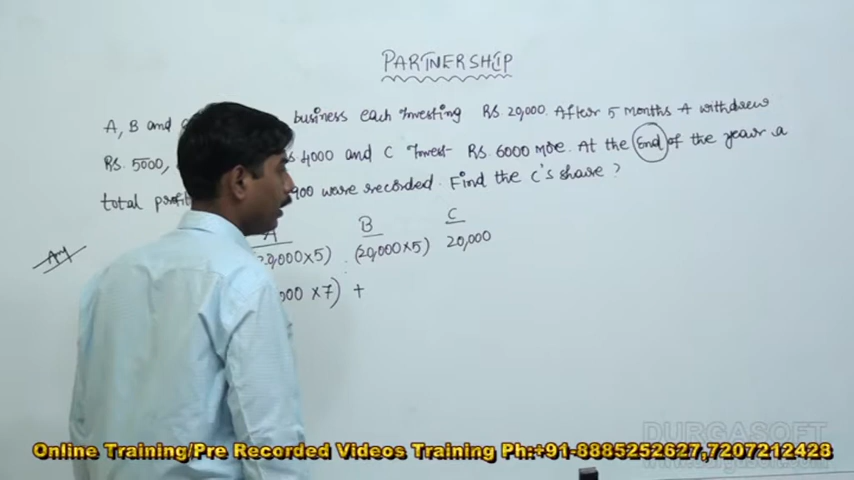 PARTNERSHIP
A, B and business each investing RS. 20,000. After 5 months A withdrew
RS. 5000, 4000 and C Invest RS. 6000 more. At the End of the year a
total profit 900 were recorded. Find the C's share ?
Ans A B C
20,000×5) (20,000×5) 20,000
000 ×7) +
DURGASOFT
Online Training/Pre Recorded Videos Training Ph:+91-8885252627,7207212428